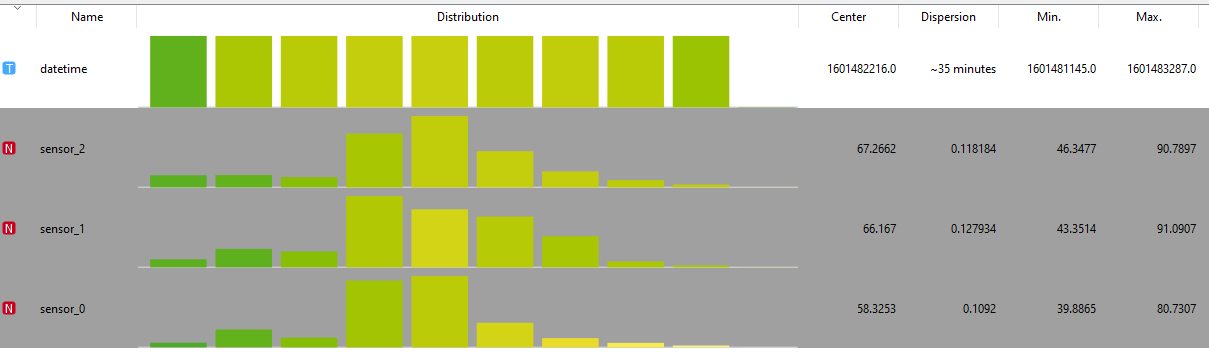 Name Distribution Center Dispersion Min. Max.
T datetime 1601482216.0 ~35 minutes 1601481145.0 1601483287.0
N sensor_2 67.2662 0.118184 46.3477 90.7897
N sensor_1 66.167 0.127934 43.3514 91.0907
N sensor_0 58.3253 0.1092 39.8865 80.7307